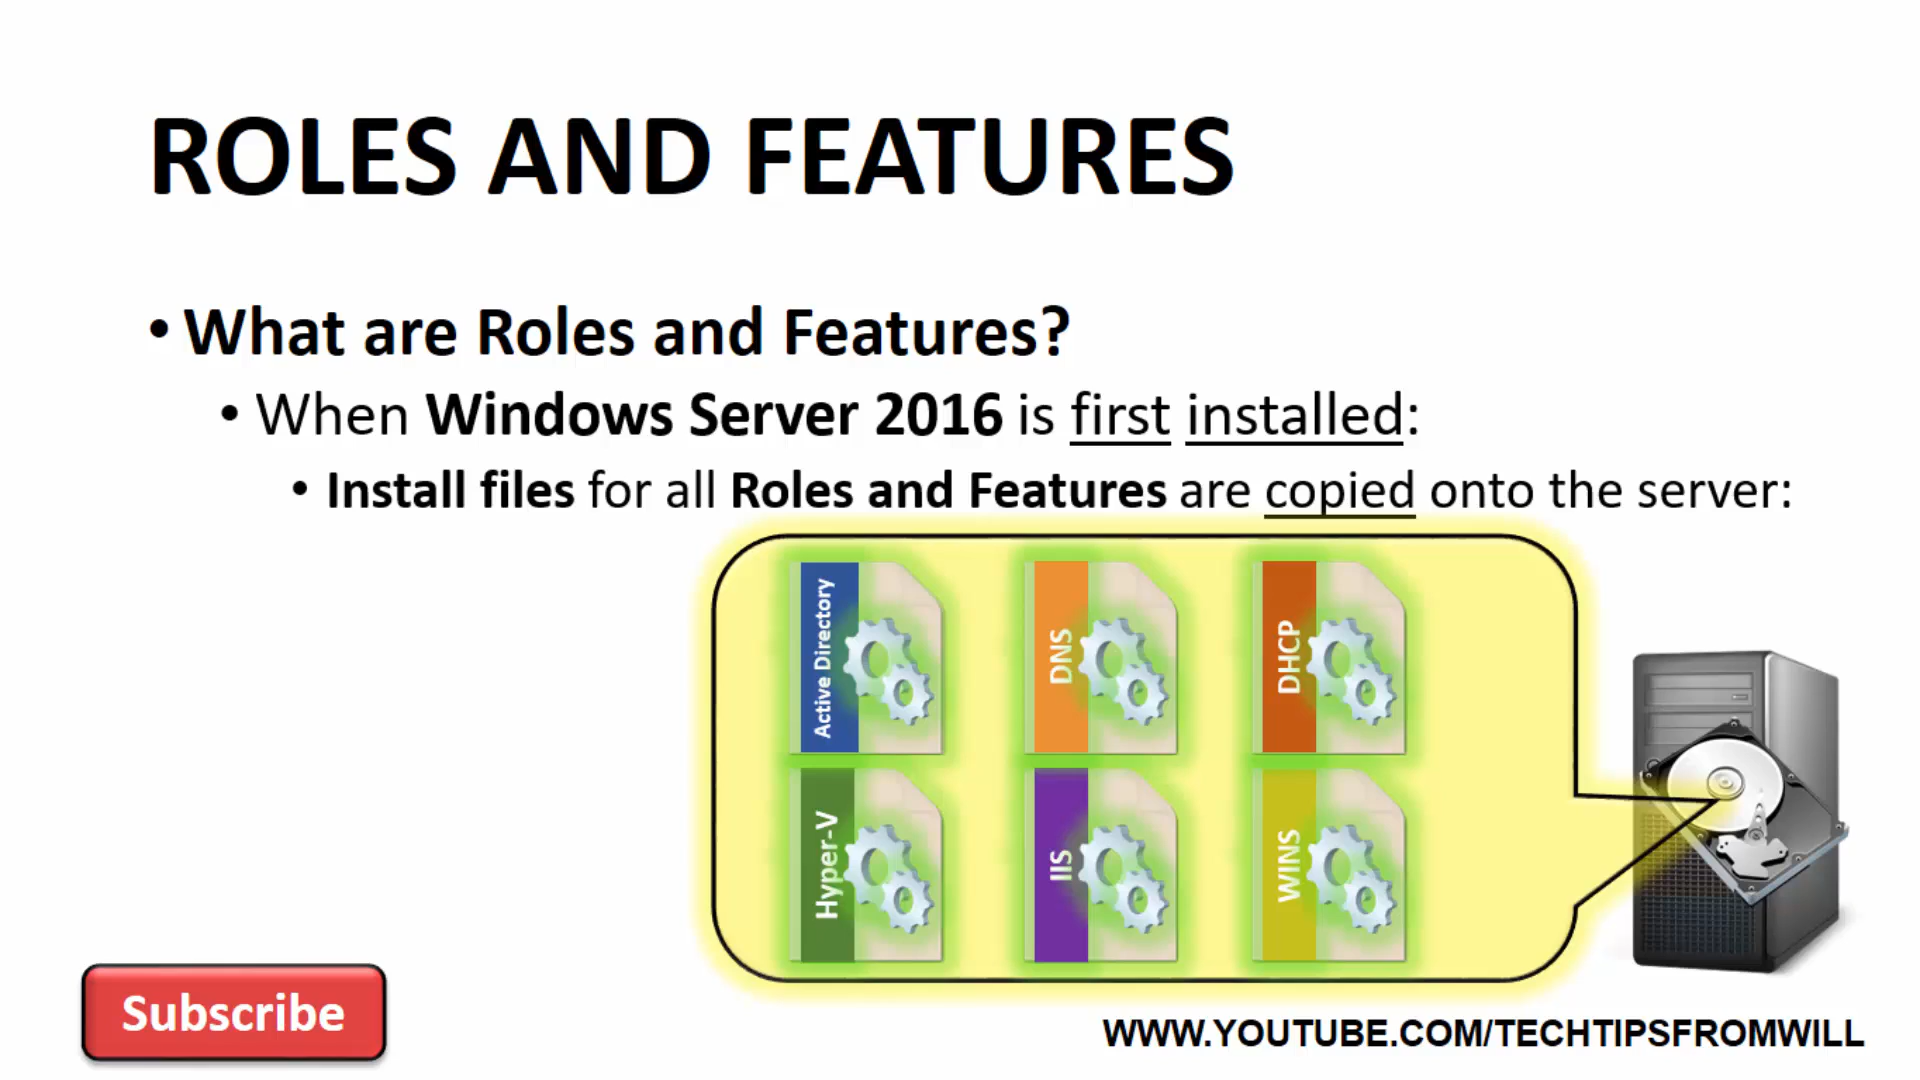 ROLES AND FEATURES
• What are Roles and Features?
• When Windows Server 2016 is first installed:
• Install files for all Roles and Features are copied onto the server:
Active Directory
DNS
DHCP
Hyper-V
IIS
WINS
Subscribe
WWW.YOUTUBE.COM/TECHTIPSFROMWILL